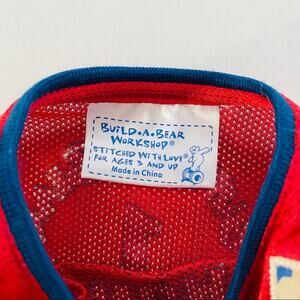 BUILD-A-BEAR
WORKSHOP®
STITCHED WITH LOVE®
FOR AGES 3 AND UP
Made in China